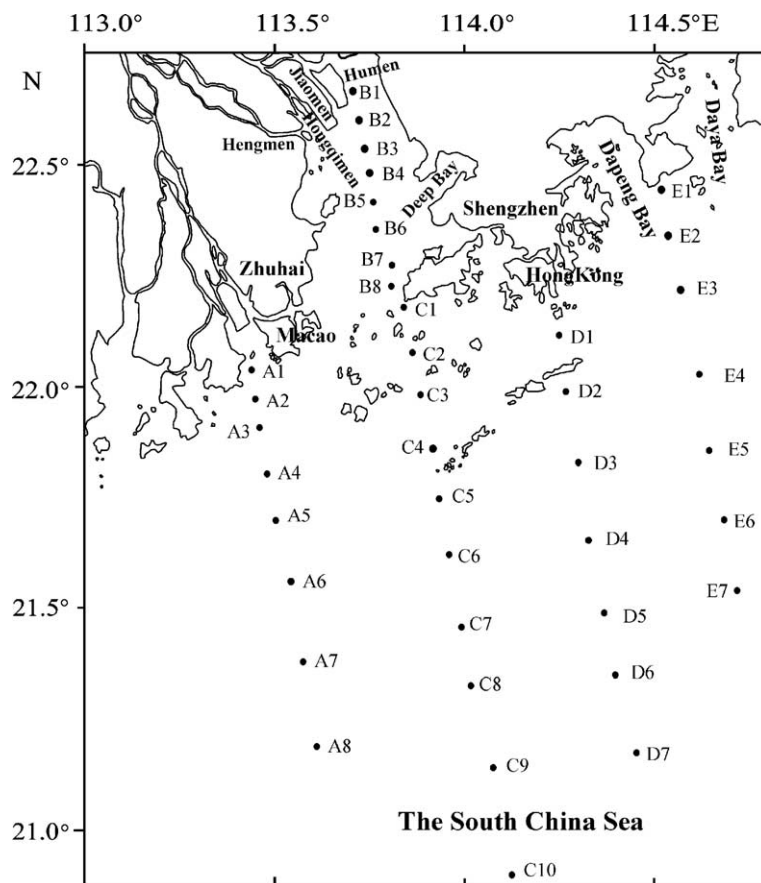 113.0° 113.5° 114.0° 114.5°
N
Humen
Jiaomen
B1
Hongqimen
B2
Daya Bay
Hengmen
B3
22.5°
B4
Deep Bay
Dapeng Bay
E1
B5
Shengzhen
B6
E2
B7
Zhuhai
HongKong
B8
E3
C1
Macao
D1
C2
A1
E4
22.0°
A2
C3
D2
A3
C4
E5
D3
A4
C5
A5
E6
D4
C6
A6
E7
21.5°
D5
C7
A7
D6
C8
A8
D7
C9
The South China Sea
21.0°
C10